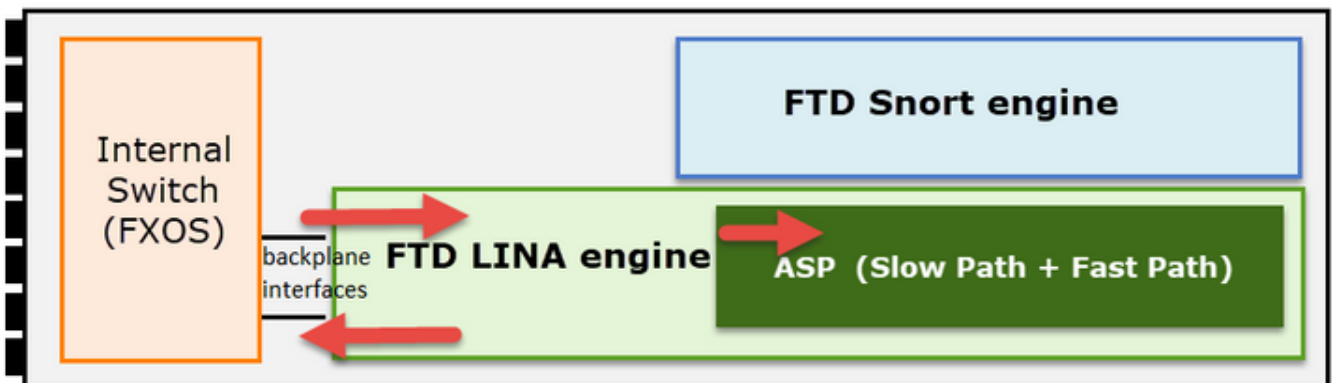 Internal
Switch
(FXOS)
backplane
interfaces
FTD Snort engine
FTD LINA engine
ASP (Slow Path + Fast Path)